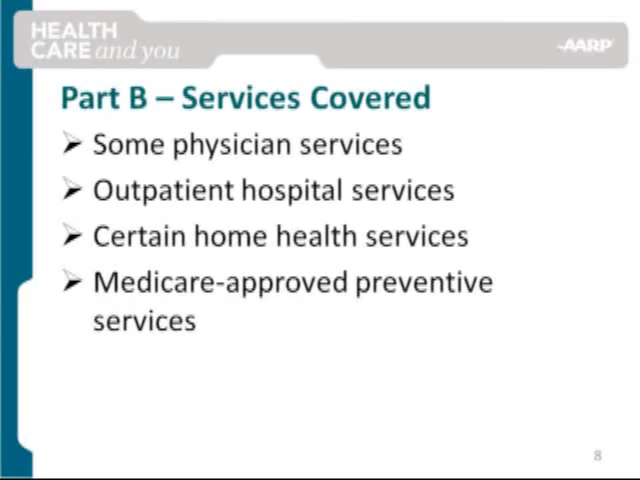 HEALTH
CARE and you
AARP
Part B – Services Covered
➢ Some physician services
➢ Outpatient hospital services
➢ Certain home health services
➢ Medicare-approved preventive
services
8